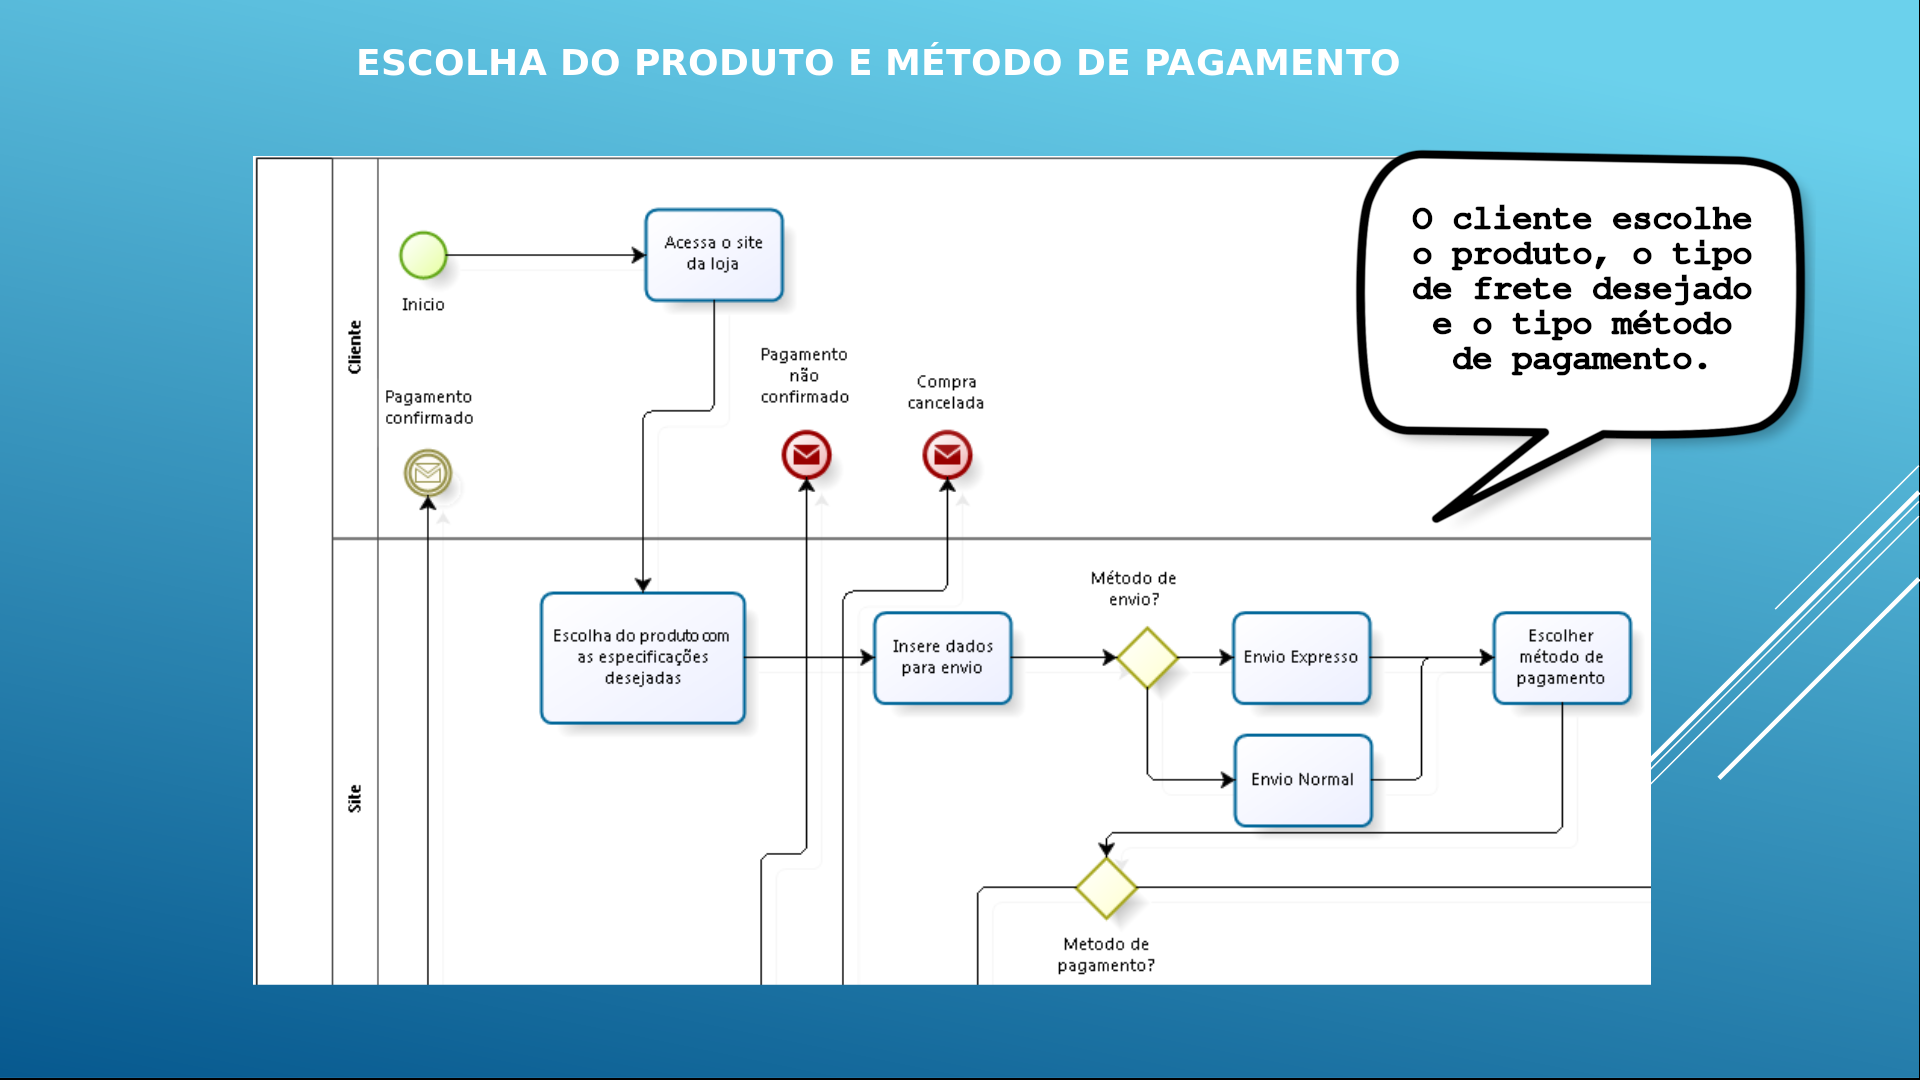 ESCOLHA DO PRODUTO E MÉTODO DE PAGAMENTO
O cliente escolhe
o produto, o tipo
de frete desejado
e o tipo método
de pagamento.
Cliente
Inicio
Acessa o site
da loja
Pagamento
confirmado
Pagamento
não
confirmado
Compra
cancelada
Site
Escolha do produto com
as especificações
desejadas
Insere dados
para envio
Método de
envio?
Envio Expresso
Envio Normal
Escolher
método de
pagamento
Metodo de
pagamento?